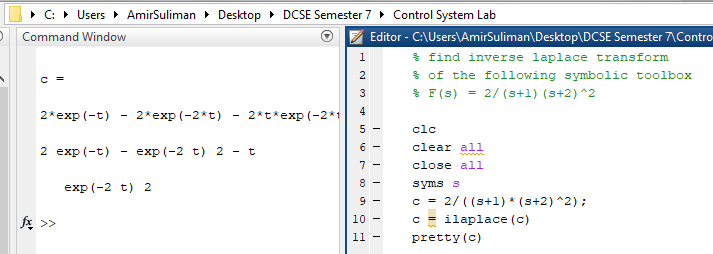 C: Users AmirSuliman Desktop DCSE Semester 7 Control System Lab
Command Window
c =
2*exp(-t) - 2*exp(-2*t) - 2*t*exp(-2*t
2 exp(-t) - exp(-2 t) 2 - t
exp(-2 t) 2
fx >>
Editor - C:\Users\AmirSuliman\Desktop\DCSE Semester 7\Contro
1 % find inverse laplace transform
2 % of the following symbolic toolbox
3 % F(s) = 2/(s+1)(s+2)^2
4
5 - clc
6 - clear all
7 - close all
8 - syms s
9 - c = 2/((s+1)*(s+2)^2);
10 - c = ilaplace(c)
11 - pretty(c)